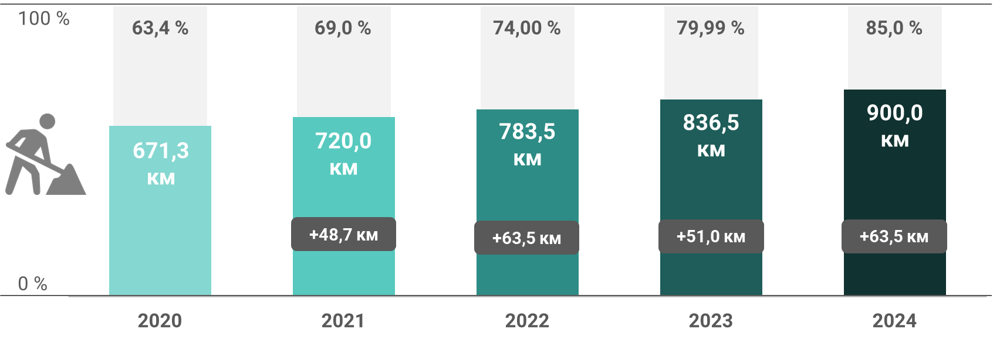 100 %
63,4 %
69,0 %
74,00 %
79,99 %
85,0 %
671,3
км
720,0
км
783,5
км
836,5
км
900,0
км
+48,7 км
+63,5 км
+51,0 км
+63,5 км
0 %
2020
2021
2022
2023
2024